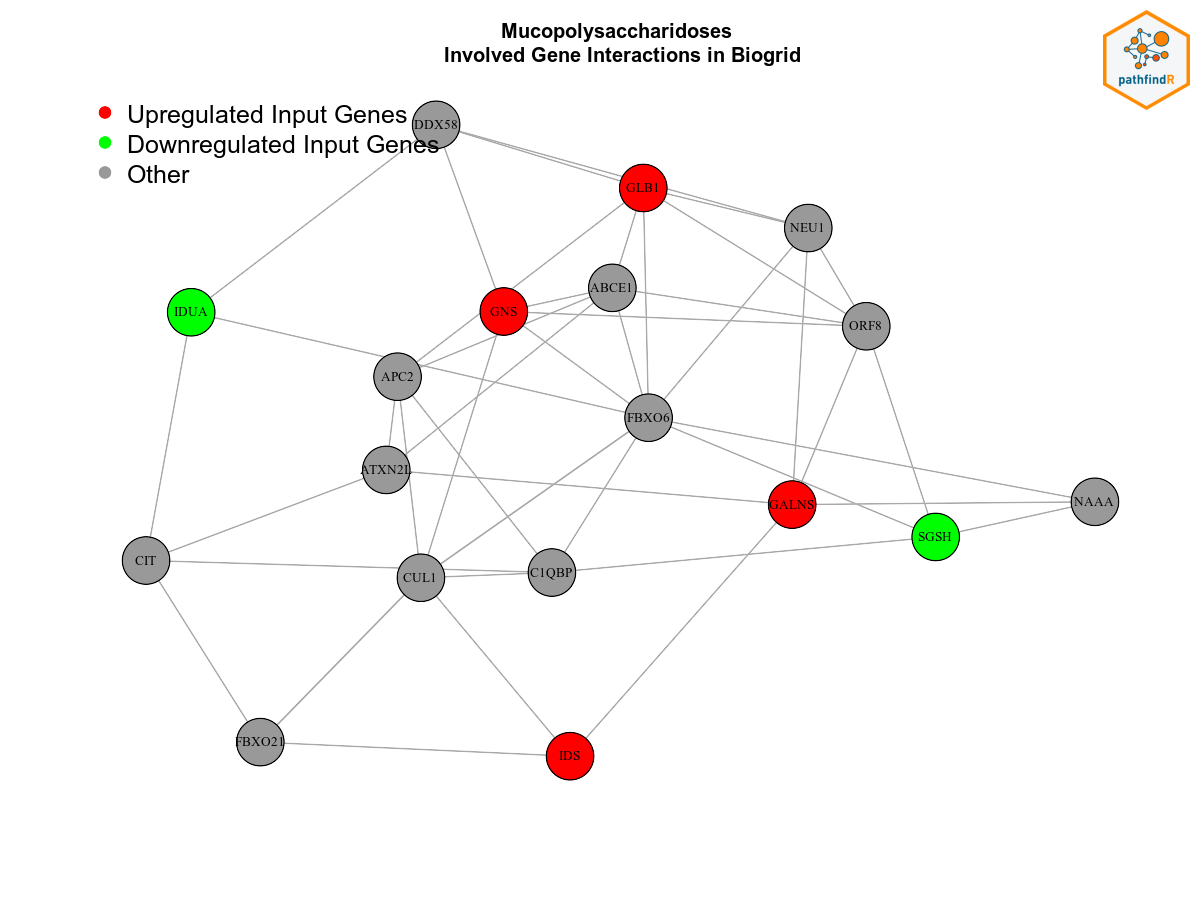 Mucopolysaccharidoses
Involved Gene Interactions in Biogrid
pathfindR
Upregulated Input Genes
Downregulated Input Genes
Other
DDX58
GLB1
NEU1
ABCE1
IDUA
GNS
ORF8
APC2
FBXO6
ATXN2L
GALNS
NAAA
SGSH
CIT
CUL1
C1QBP
FBXO21
IDS